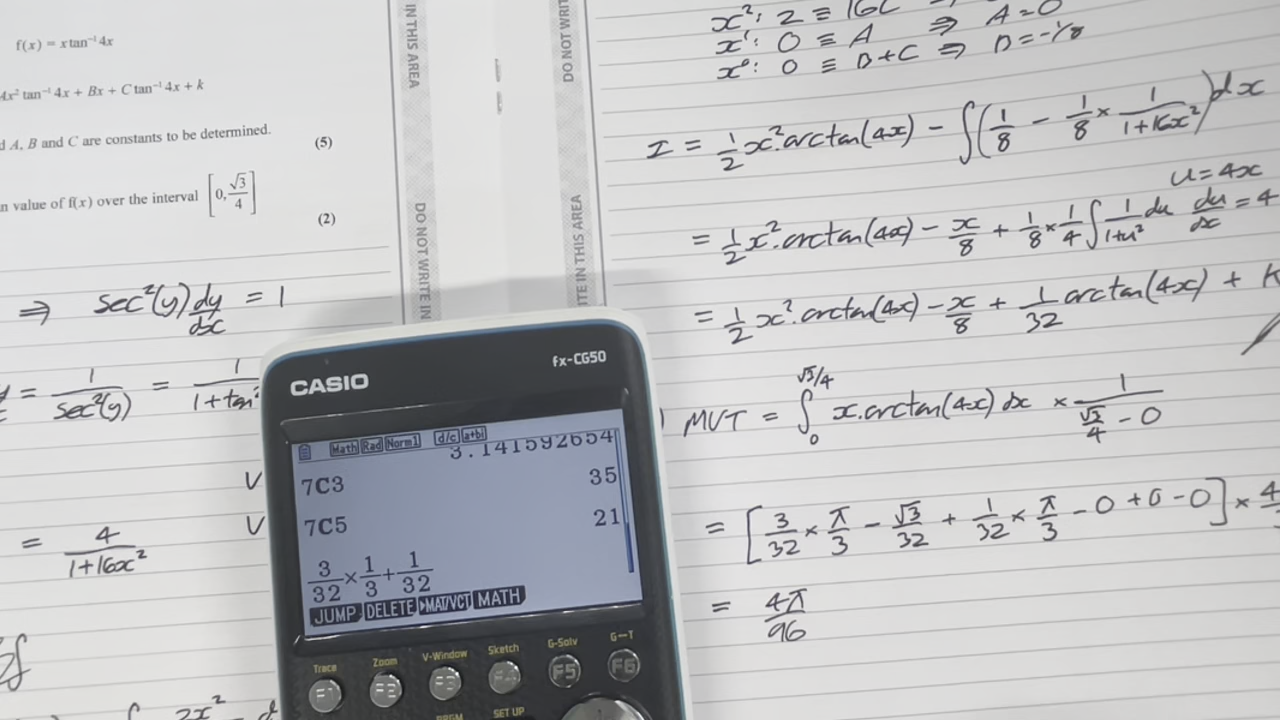 f(x) = x tan⁻¹ 4x
Ax² tan⁻¹ 4x + Bx + C tan⁻¹ 4x + k
A, B and C are constants to be determined.
(5)
value of f(x) over the interval [0, √3/4]
(2)
⇒ sec²(y) dy/dx = 1
= 1/sec²(y) = 1/1+tan²
= 4/1+16x²
2x²
IN THIS AREA
DO NOT WRITE IN
DO NOT WRIT
TE IN THIS AREA
x²: 2 ≡ 16C
x¹: 0 ≡ A ⇒ A=0
x⁰: 0 ≡ B+C ⇒ B=-1/8
I = 1/2 x².arctan(4x) - ∫(1/8 - 1/8 × 1/1+16x²)dx
u=4x
= 1/2 x².arctan(4x) - x/8 + 1/8 × 1/4 ∫ 1/1+u² du du/dx = 4
= 1/2 x².arctan(4x) - x/8 + 1/32 arctan(4x) + K
) MVT = ∫₀^√3/4 x.arctan(4x) dx × 1/(√3/4 - 0)
= [3/32 × π/3 - √3/32 + 1/32 × π/3 - 0 + 0 - 0] × 4
= 4π/96
CASIO
fx-CG50
Math Rad Norm1 d/c a+bi
3.141592654
7C3
35
7C5
21
3/32 × 1/3 + 1/32
JUMP DELETE ▶MAT/VCT MATH
Trace Zoom V-Window Sketch G-Solv G↔T
F1 F2 F3 F4 F5 F6
PRGM SET UP